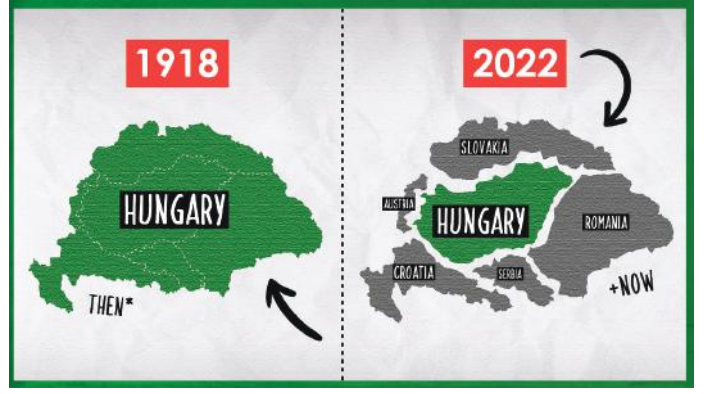 1918
HUNGARY
THEN*
2022
SLOVAKIA
AUSTRIA
HUNGARY
ROMANIA
CROATIA
SERBIA
+NOW